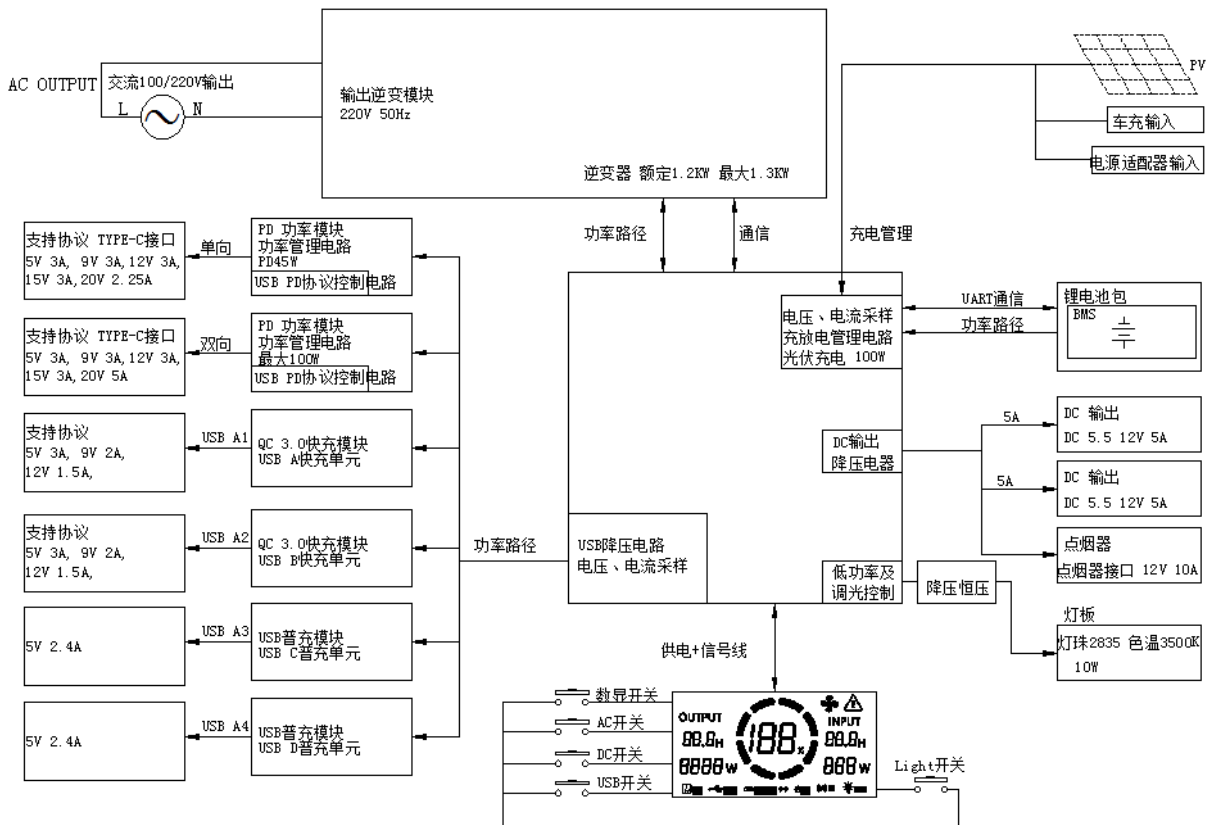 AC OUTPUT
交流100/220V输出
L
N
输出逆变模块
220V 50Hz
逆变器 额定1.2KW 最大1.3KW
PV
车充输入
电源适配器输入
功率路径
通信
充电管理
支持协议 TYPE-C接口
5V 3A, 9V 3A,12V 3A,
15V 3A,20V 2.25A
单向
PD 功率模块
功率管理电路
PD45W
USB PD协议控制电路
支持协议 TYPE-C接口
5V 3A, 9V 3A,12V 3A,
15V 3A,20V 5A
双向
PD 功率模块
功率管理电路
最大100W
USB PD协议控制电路
支持协议
5V 3A, 9V 2A,
12V 1.5A,
USB A1
QC 3.0快充模块
USB A快充单元
支持协议
5V 3A, 9V 2A,
12V 1.5A,
USB A2
QC 3.0快充模块
USB B快充单元
5V 2.4A
USB A3
USB普充模块
USB C普充单元
5V 2.4A
USB A4
USB普充模块
USB D普充单元
功率路径
USB降压电路
电压、电流采样
电压、电流采样
充放电管理电路
光伏充电 100W
UART通信
功率路径
锂电池包
BMS
DC输出
降压电器
5A
DC 输出
DC 5.5 12V 5A
5A
DC 输出
DC 5.5 12V 5A
点烟器
点烟器接口 12V 10A
低功率及
调光控制
降压恒压
灯板
灯珠2835 色温3500K
10W
供电+信号线
数显开关
AC开关
DC开关
USB开关
OUTPUT
88.8H
8888W
188%
INPUT
88.8H
868W
Light开关